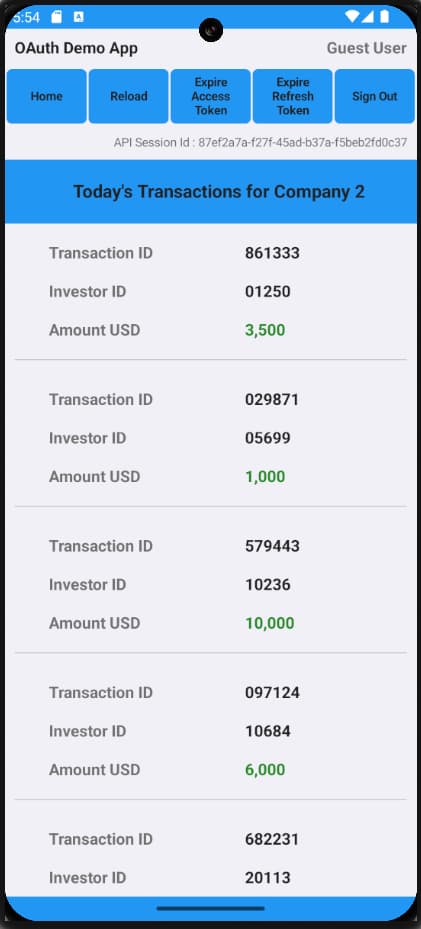 5:54
OAuth Demo App Guest User
Home Reload Expire Access Token Expire Refresh Token Sign Out
API Session Id : 87ef2a7a-f27f-45ad-b37a-f5beb2fd0c37
Today's Transactions for Company 2
Transaction ID 861333
Investor ID 01250
Amount USD 3,500
Transaction ID 029871
Investor ID 05699
Amount USD 1,000
Transaction ID 579443
Investor ID 10236
Amount USD 10,000
Transaction ID 097124
Investor ID 10684
Amount USD 6,000
Transaction ID 682231
Investor ID 20113